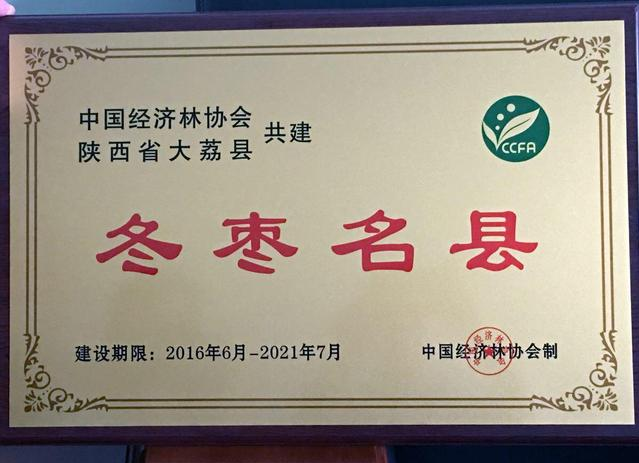 中国经济林协会
陕西省大荔县
共建
CCFA
冬枣名县
建设期限：2016年6月-2021年7月
中国经济林协会制